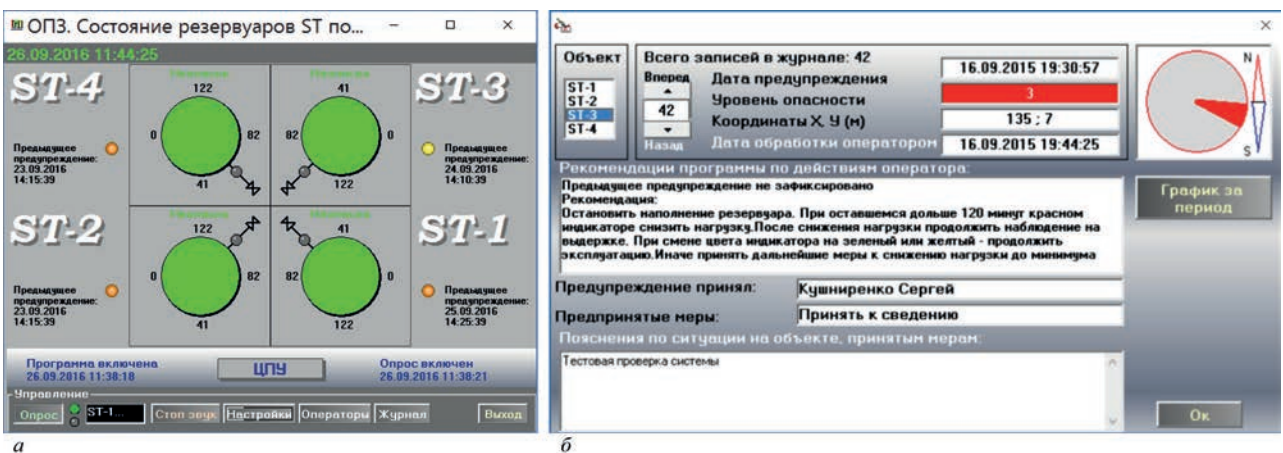 ОПЗ. Состояние резервуаров ST по...
26.09.2016 11:44:25
ST-4
122
0
82
41
Предыдущее
предупреждение:
23.09.2016
14:15:39
ST-3
41
82
0
122
Предыдущее
предупреждение:
24.09.2016
14:10:39
ST-2
122
0
82
41
Предыдущее
предупреждение:
23.09.2016
14:15:39
ST-1
41
82
0
122
Предыдущее
предупреждение:
25.09.2016
14:25:39
Программа включена
26.09.2016 11:38:18
ЦПУ
Опрос включен
26.09.2016 11:38:21
Управление
Опрос ST-1... Стоп звук Настройки Операторы Журнал Выход
а
Объект
ST-1
ST-2
ST-3
ST-4
Всего записей в журнале: 42
Вперед
42
Назад
Дата предупреждения 16.09.2015 19:30:57
Уровень опасности 3
Координаты X, У (м) 135 ; 7
Дата обработки оператором 16.09.2015 19:44:25
N
S
Рекомендации программы по действиям оператора:
Предыдущее предупреждение не зафиксировано
Рекомендация:
Остановить наполнение резервуара. При оставшемся дольше 120 минут красном
индикаторе снизить нагрузку.После снижения нагрузки продолжить наблюдение на
выдержке. При смене цвета индикатора на зеленый или желтый - продолжить
эксплуатацию.Иначе принять дальнейшие меры к снижению нагрузки до минимума
График за
период
Предупреждение принял: Кушниренко Сергей
Предпринятые меры: Принять к сведению
Пояснения по ситуации на объекте, принятым мерам:
Тестовая проверка системы
Ок
б